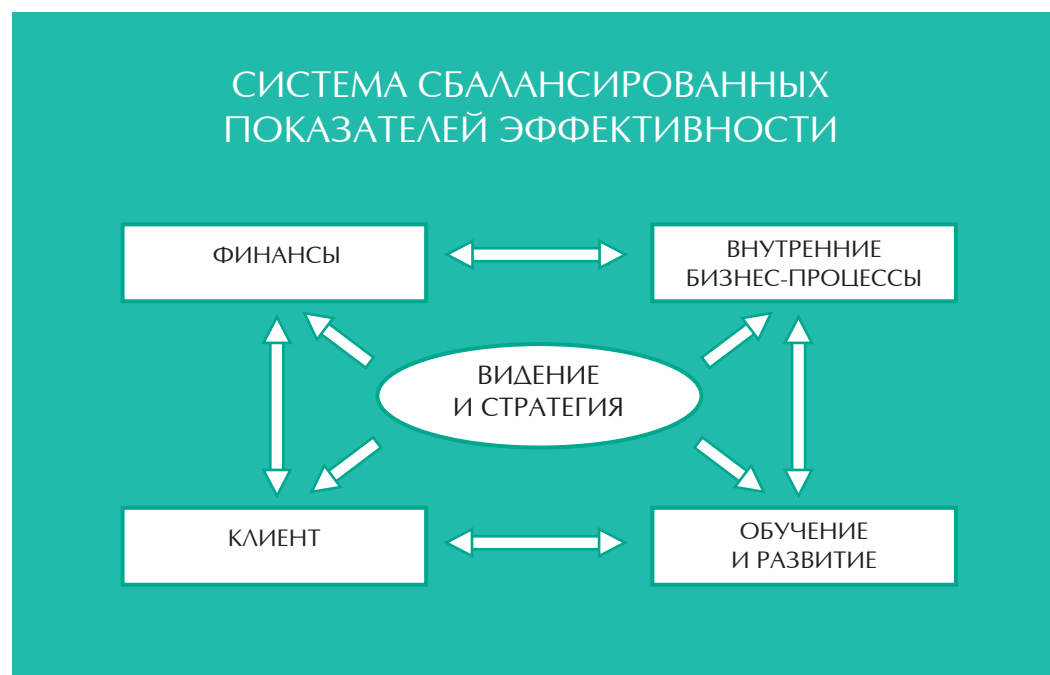 СИСТЕМА СБАЛАНСИРОВАННЫХ
ПОКАЗАТЕЛЕЙ ЭФФЕКТИВНОСТИ
ФИНАНСЫ
ВНУТРЕННИЕ
БИЗНЕС-ПРОЦЕССЫ
ВИДЕНИЕ
И СТРАТЕГИЯ
КЛИЕНТ
ОБУЧЕНИЕ
И РАЗВИТИЕ